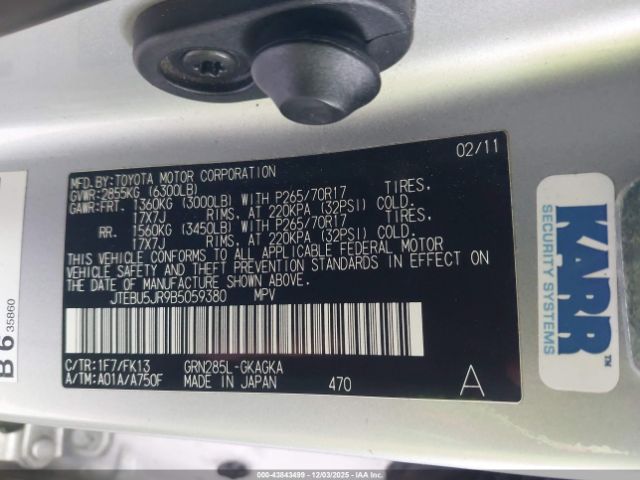 02/11
MFD.BY:TOYOTA MOTOR CORPORATION
GVWR:2855KG (6300LB)
GAWR:FRT. 1360KG (3000LB) WITH P265/70R17 TIRES,
17X7J RIMS, AT 220KPA (32PSI) COLD.
RR. 1560KG (3450LB) WITH P265/70R17 TIRES,
17X7J RIMS, AT 220KPA (32PSI) COLD.
THIS VEHICLE CONFORMS TO ALL APPLICABLE FEDERAL MOTOR
VEHICLE SAFETY AND THEFT PREVENTION STANDARDS IN EFFECT ON
THE DATE OF MANUFACTURE SHOWN ABOVE.
JTEBU5JR9B5059380 MPV
C/TR:1F7/FK13 GRN285L-GKAGKA
A/TM:A01A/A750F MADE IN JAPAN 470 A
KARR™
SECURITY SYSTEMS
SECURITY SYSTEMS
B 6 35860
000-43843499 - 12/03/2025 - IAA Inc.